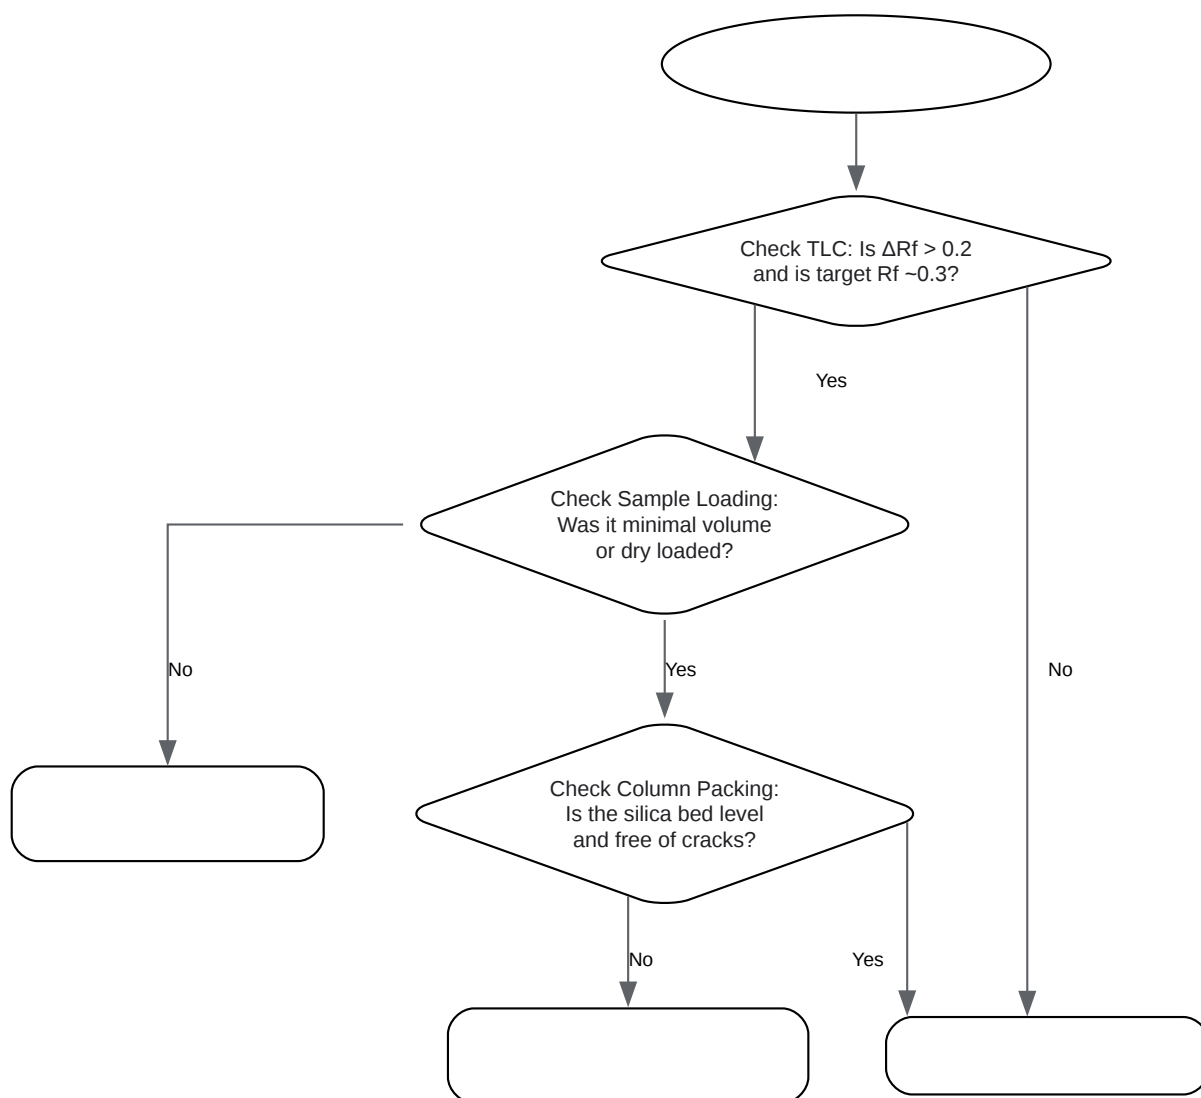 Check TLC: Is ΔRf > 0.2
and is target Rf ~0.3?
Yes
Check Sample Loading:
Was it minimal volume
or dry loaded?
No
Yes
No
Check Column Packing:
Is the silica bed level
and free of cracks?
No
Yes